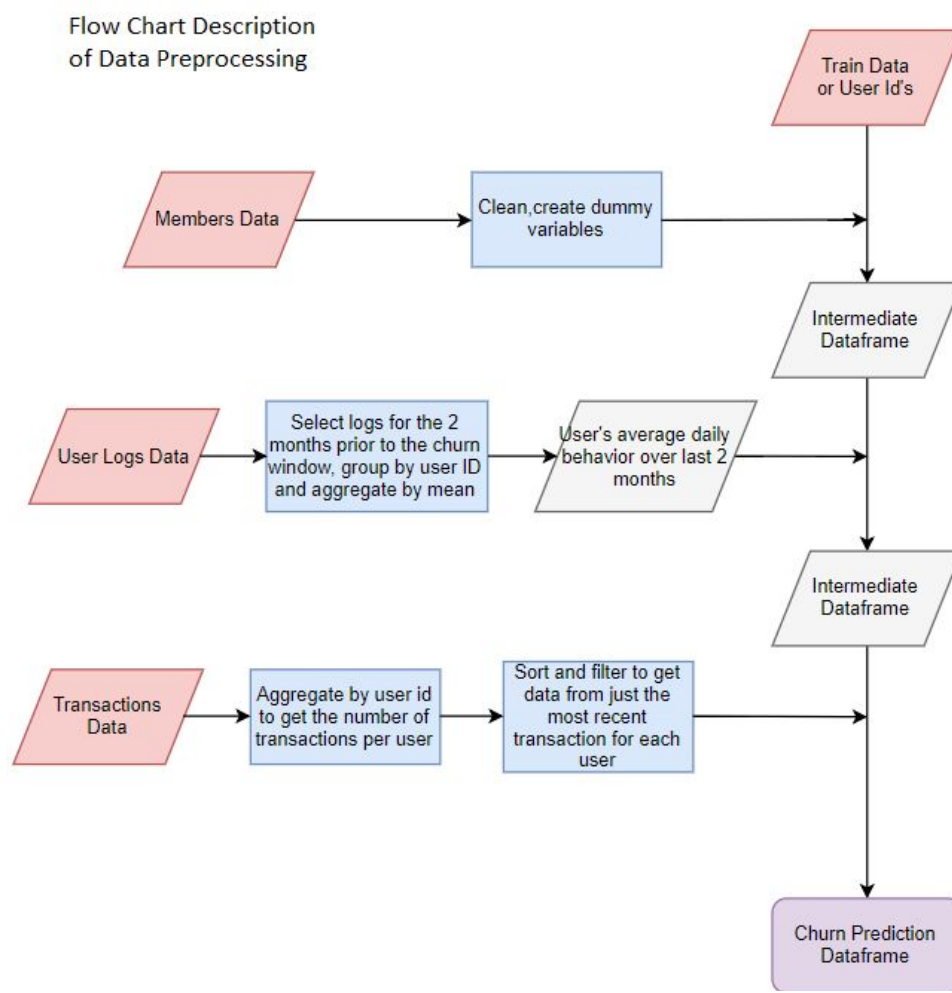 Flow Chart Description
of Data Preprocessing
Train Data
or User Id's
Members Data
Clean,create dummy
variables
Intermediate
Dataframe
User Logs Data
Select logs for the 2
months prior to the churn
window, group by user ID
and aggregate by mean
User's average daily
behavior over last 2
months
Intermediate
Dataframe
Transactions
Data
Aggregate by user id
to get the number of
transactions per user
Sort and filter to get
data from just the
most recent
transaction for each
user
Churn Prediction
Dataframe